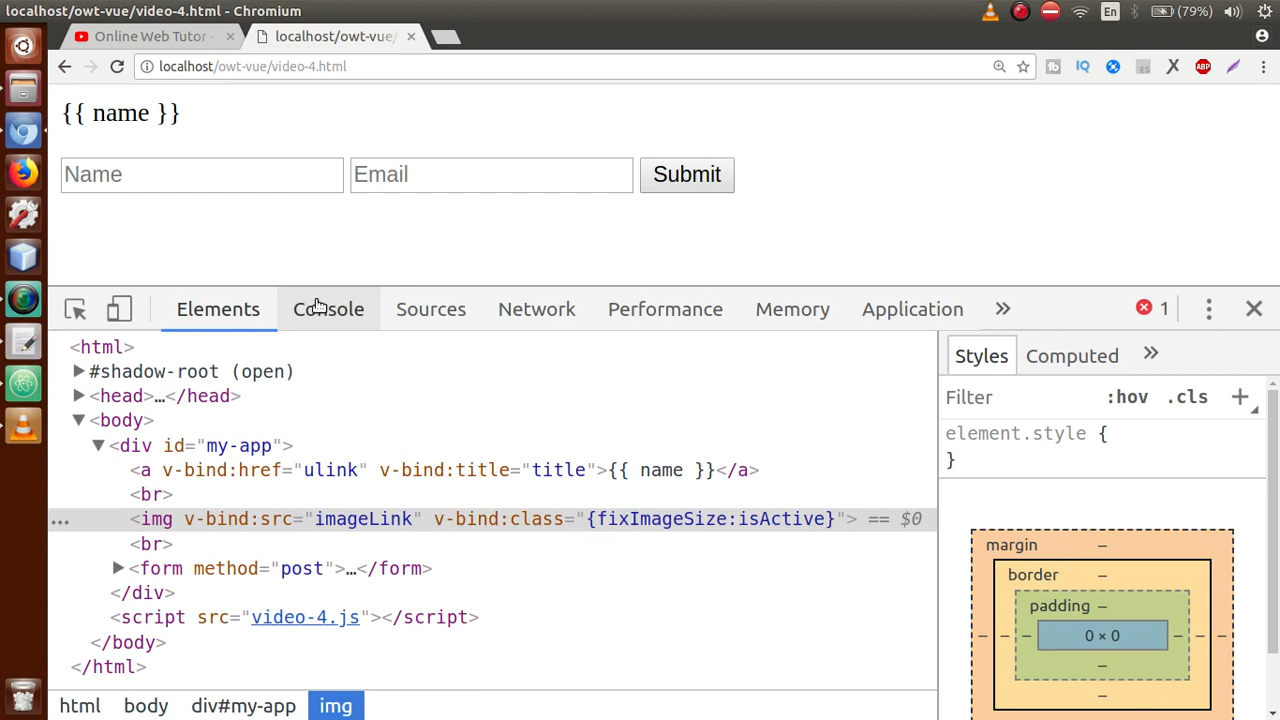 localhost/owt-vue/video-4.html - Chromium
En
(79%)
Online Web Tutor -
localhost/owt-vue/
localhost/owt-vue/video-4.html
IQ
ABP
{{ name }}
Name
Email
Submit
Elements
Console
Sources
Network
Performance
Memory
Application
1
<html>
#shadow-root (open)
<head>…</head>
<body>
<div id="my-app">
<a v-bind:href="ulink" v-bind:title="title">{{ name }}</a>
<br>
<img v-bind:src="imageLink" v-bind:class="{fixImageSize:isActive}"> == $0
<br>
<form method="post">…</form>
</div>
<script src="video-4.js"></script>
</body>
</html>
html
body
div#my-app
img
Styles
Computed
Filter
:hov
.cls
element.style {
}
margin
–
border
–
padding
–
– – – 0 × 0 – – –
–
–